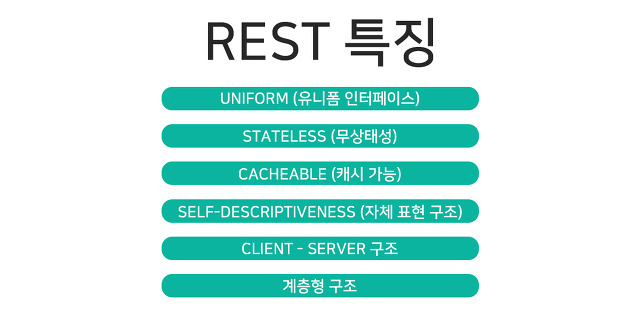 REST 특징
UNIFORM (유니폼 인터페이스)
STATELESS (무상태성)
CACHEABLE (캐시 가능)
SELF-DESCRIPTIVENESS (자체 표현 구조)
CLIENT - SERVER 구조
계층형 구조